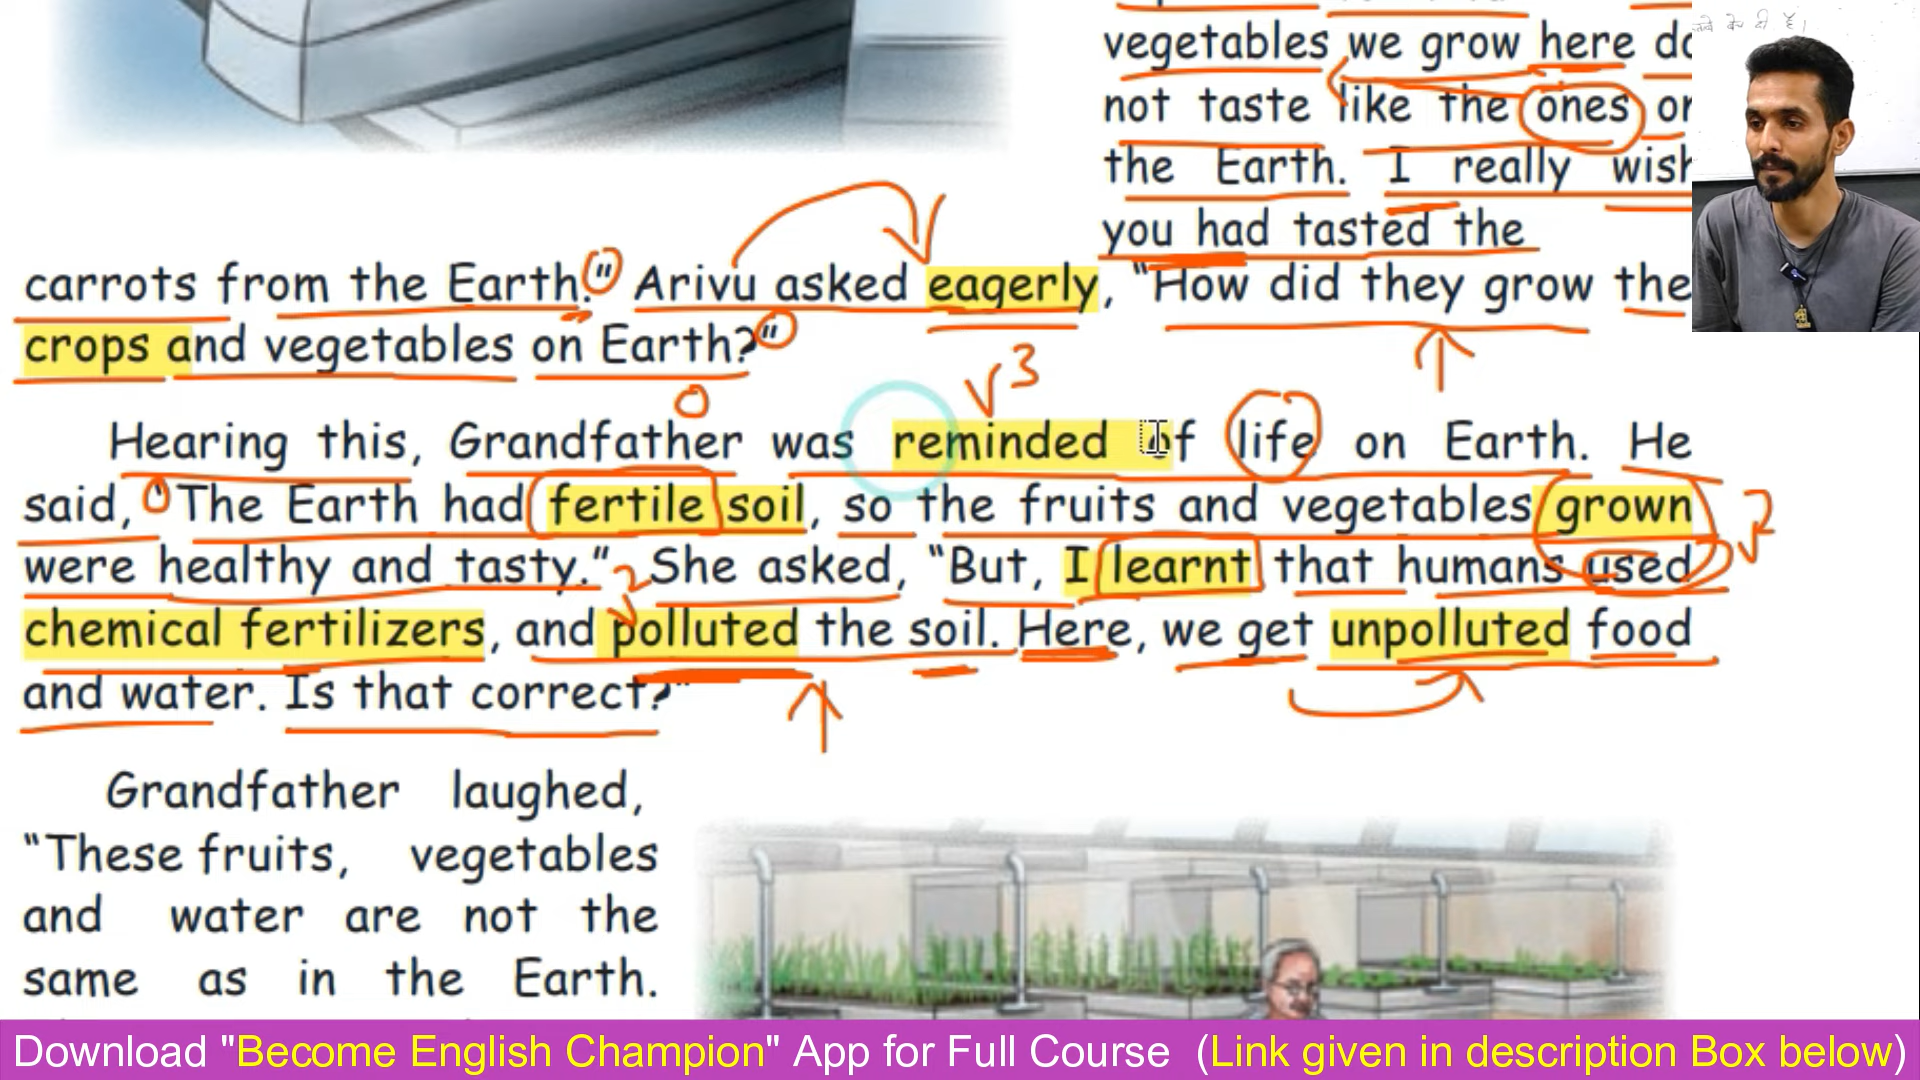 vegetables we grow here do
not taste like the ones
the Earth. I really wish
you had tasted the
carrots from the Earth." Arivu asked eagerly, "How did they grow the
crops and vegetables on Earth?"
V3
Hearing this, Grandfather was reminded of life on Earth. He
said, "The Earth had fertile soil, so the fruits and vegetables grown
were healthy and tasty." She asked, "But, I learnt that humans used
chemical fertilizers, and polluted the soil. Here, we get unpolluted food
and water. Is that correct?"
Grandfather laughed,
"These fruits, vegetables
and water are not the
same as in the Earth.
Download "Become English Champion" App for Full Course (Link given in description Box below)